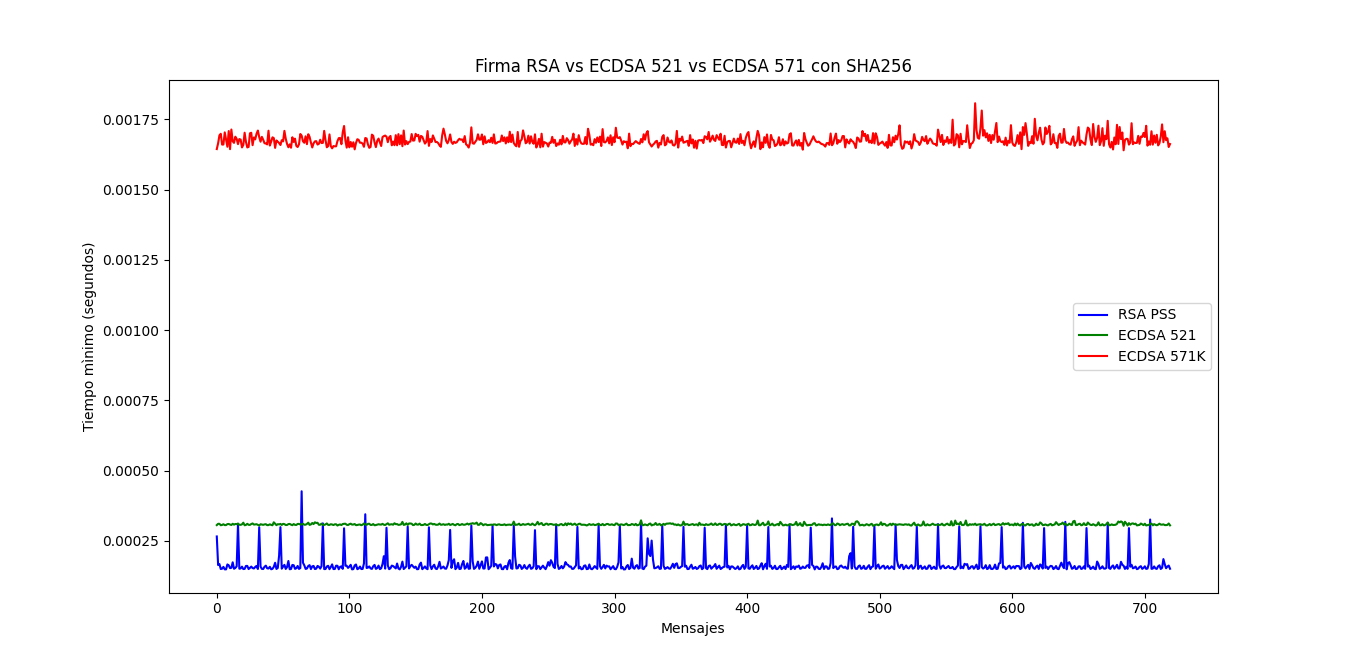 Firma RSA vs ECDSA 521 vs ECDSA 571 con SHA256
Tiempo mìnimo (segundos)
0.00175
0.00150
0.00125
0.00100
0.00075
0.00050
0.00025
RSA PSS
ECDSA 521
ECDSA 571K
0 100 200 300 400 500 600 700
Mensajes